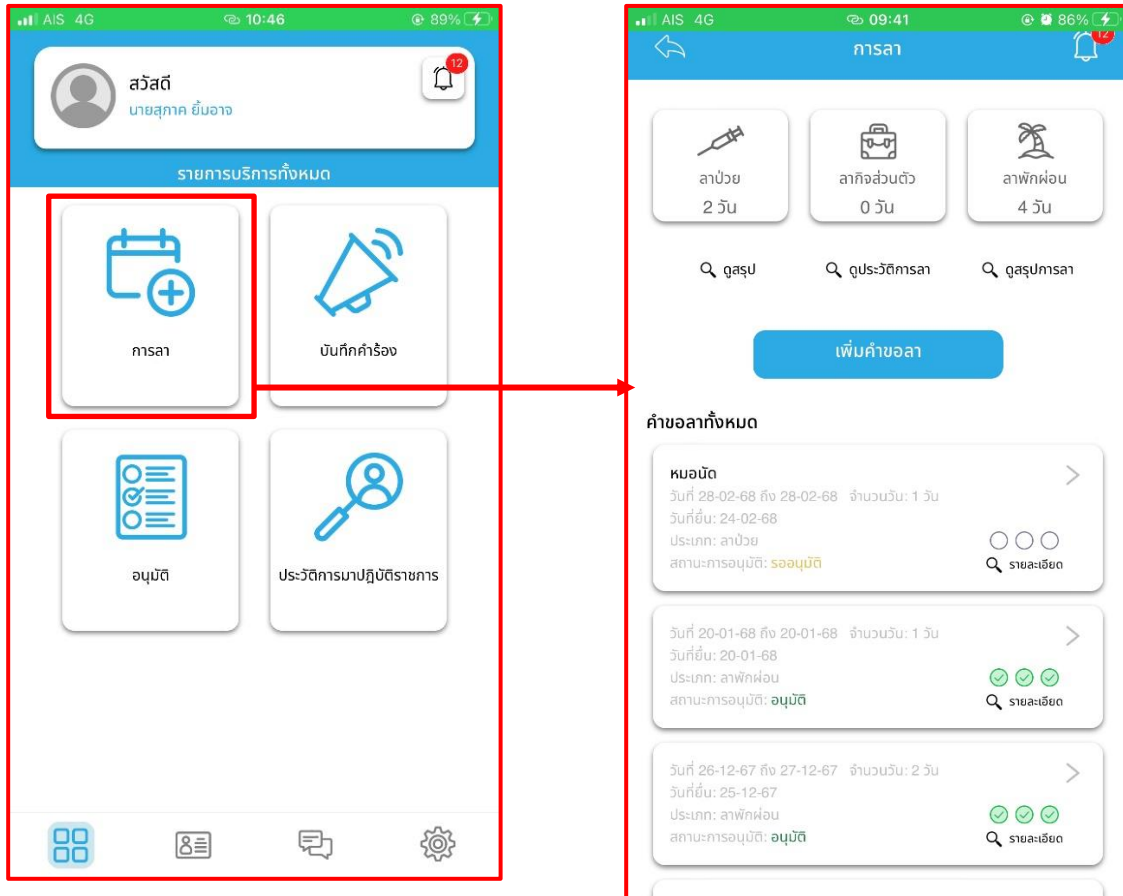 AIS 4G 10:46 89%
สวัสดี
12
นายสุภาค ยิ้มอาจ
รายการบริการทั้งหมด
การลา
บันทึกคำร้อง
อนุมัติ
ประวัติการมาปฏิบัติราชการ
AIS 4G 09:41 86%
การลา
12
ลาป่วย
2 วัน
ลากิจส่วนตัว
0 วัน
ลาพักผ่อน
4 วัน
ดูสรุป
ดูประวัติการลา
ดูสรุปการลา
เพิ่มคำขอลา
คำขอลาทั้งหมด
หมอนัด
วันที่ 28-02-68 ถึง 28-02-68 จำนวนวัน: 1 วัน
วันที่ยื่น: 24-02-68
ประเภท: ลาป่วย
สถานะการอนุมัติ: รออนุมัติ
รายละเอียด
วันที่ 20-01-68 ถึง 20-01-68 จำนวนวัน: 1 วัน
วันที่ยื่น: 20-01-68
ประเภท: ลาพักผ่อน
สถานะการอนุมัติ: อนุมัติ
รายละเอียด
วันที่ 26-12-67 ถึง 27-12-67 จำนวนวัน: 2 วัน
วันที่ยื่น: 25-12-67
ประเภท: ลาพักผ่อน
สถานะการอนุมัติ: อนุมัติ
รายละเอียด